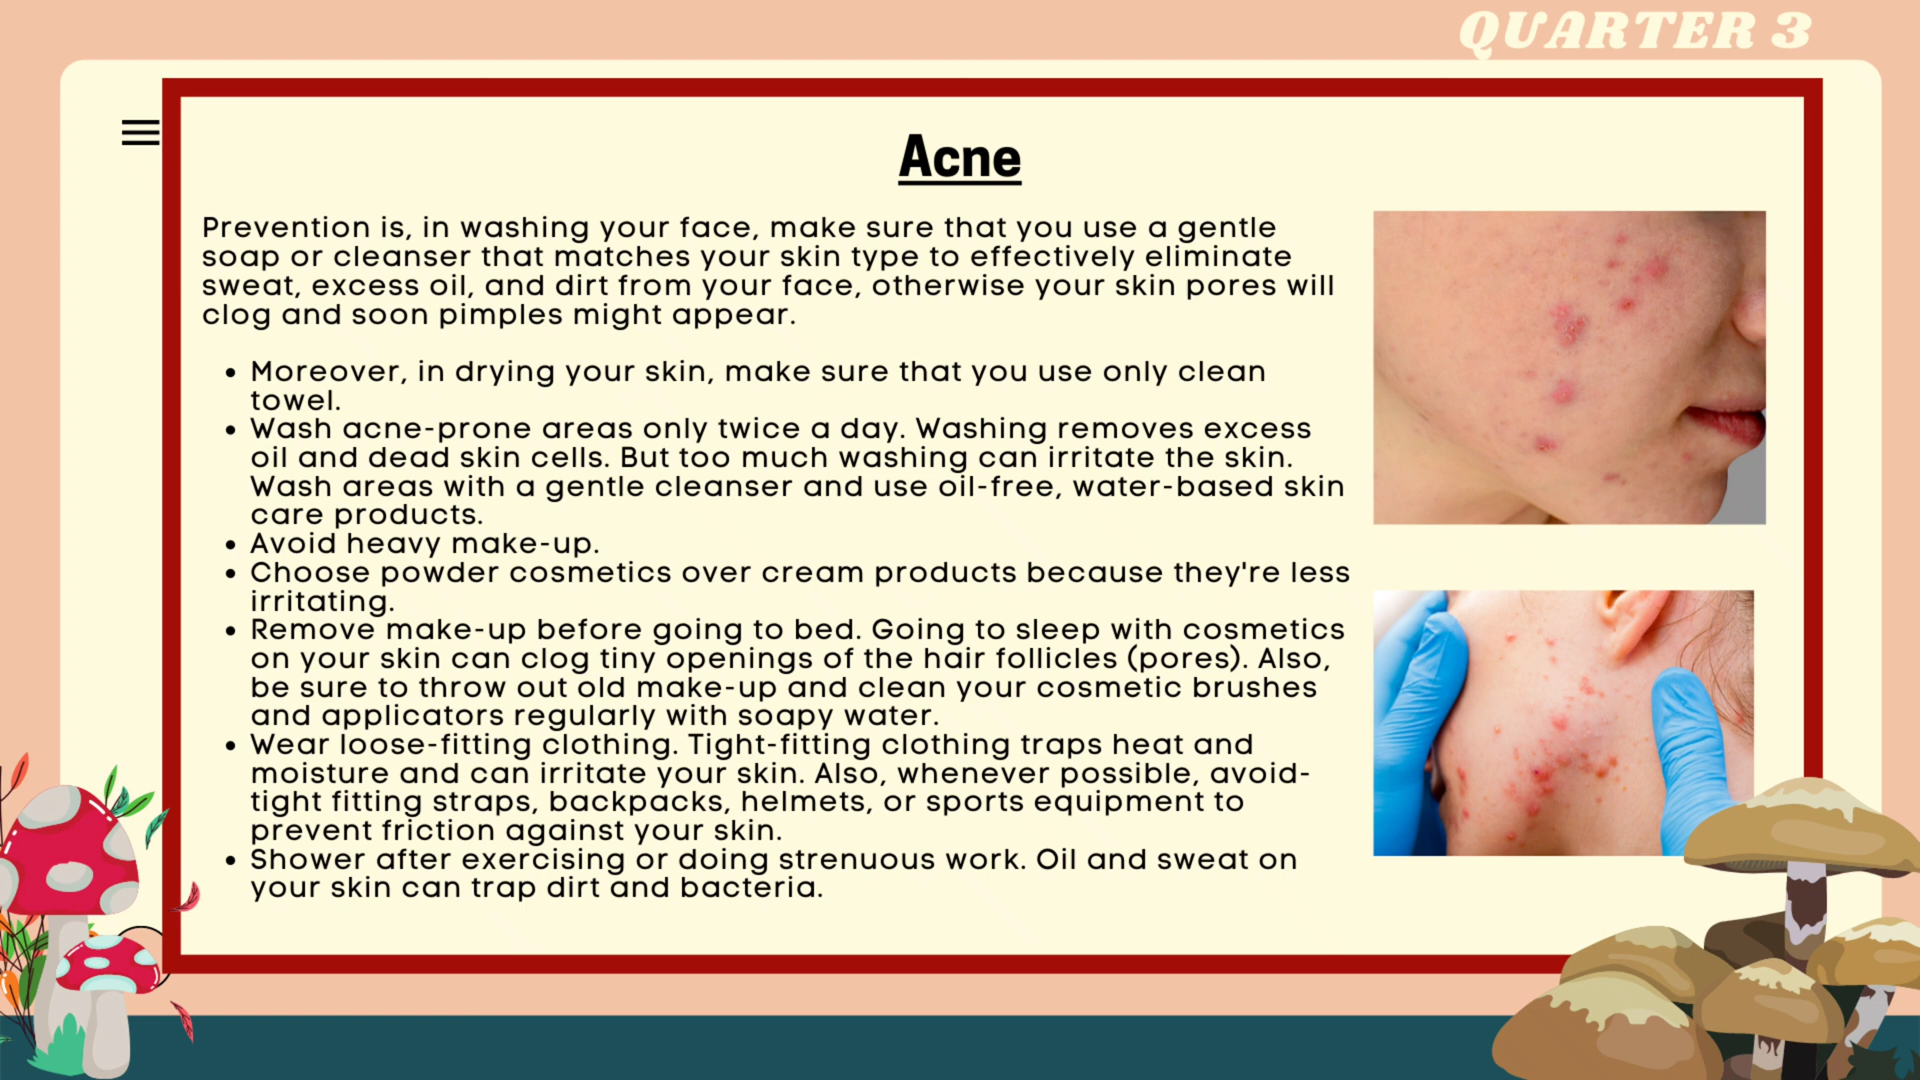 QUARTER 3
Acne
Prevention is, in washing your face, make sure that you use a gentle
soap or cleanser that matches your skin type to effectively eliminate
sweat, excess oil, and dirt from your face, otherwise your skin pores will
clog and soon pimples might appear.
• Moreover, in drying your skin, make sure that you use only clean
towel.
• Wash acne-prone areas only twice a day. Washing removes excess
oil and dead skin cells. But too much washing can irritate the skin.
Wash areas with a gentle cleanser and use oil-free, water-based skin
care products.
• Avoid heavy make-up.
• Choose powder cosmetics over cream products because they're less
irritating.
• Remove make-up before going to bed. Going to sleep with cosmetics
on your skin can clog tiny openings of the hair follicles (pores). Also,
be sure to throw out old make-up and clean your cosmetic brushes
and applicators regularly with soapy water.
• Wear loose-fitting clothing. Tight-fitting clothing traps heat and
moisture and can irritate your skin. Also, whenever possible, avoid-
tight fitting straps, backpacks, helmets, or sports equipment to
prevent friction against your skin.
• Shower after exercising or doing strenuous work. Oil and sweat on
your skin can trap dirt and bacteria.